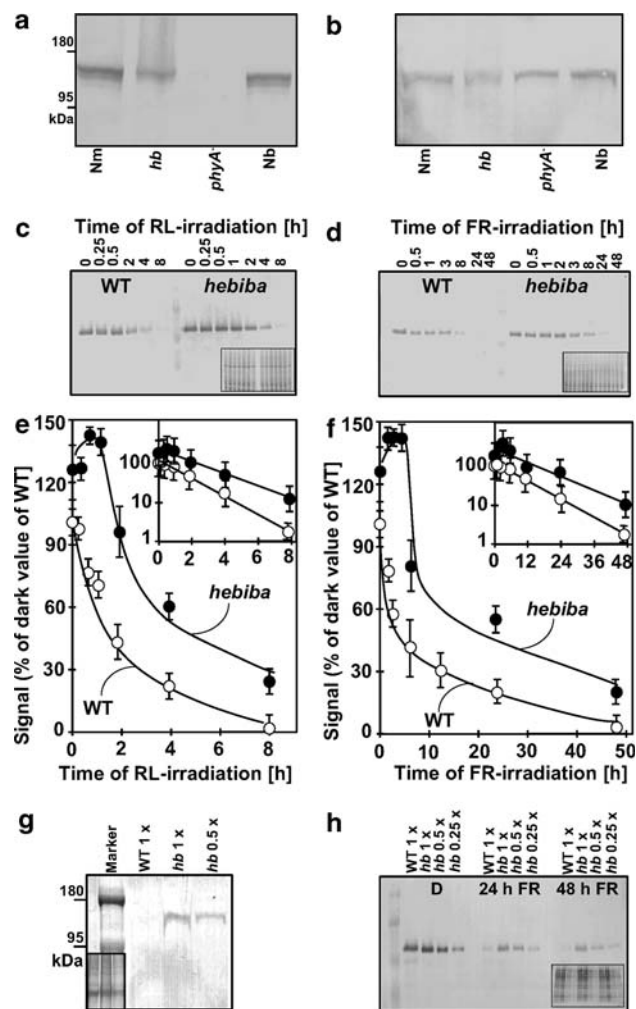 a
180
95
kDa
Nm
hb
phyA-
Nb
b
Nm
hb
phyA-
Nb
c
Time of RL-irradiation [h]
0 0.25 0.5 1 2 4 8 0 0.25 0.5 1 2 4 8
WT
hebiba
d
Time of FR-irradiation [h]
0 0.5 1 3 8 24 48 0 0.5 1 2 3 8 24 48
WT
hebiba
e
Signal (% of dark value of WT)
150
120
90
60
30
0
100
10
1
0 2 4 6 8
hebiba
WT
0 2 4 6 8
Time of RL-irradiation [h]
f
Signal (% of dark value of WT)
150
120
90
60
30
0
100
10
1
0 12 24 36 48
hebiba
WT
0 10 20 30 40 50
Time of FR-irradiation [h]
g
Marker
WT 1 x
hb 1 x
hb 0.5 x
180
95
kDa
h
WT 1 x
hb 1 x
hb 0.5 x
hb 0.25 x
WT 1 x
hb 1 x
hb 0.5 x
hb 0.25 x
WT 1 x
hb 1 x
hb 0.5 x
hb 0.25 x
D 24 h FR 48 h FR